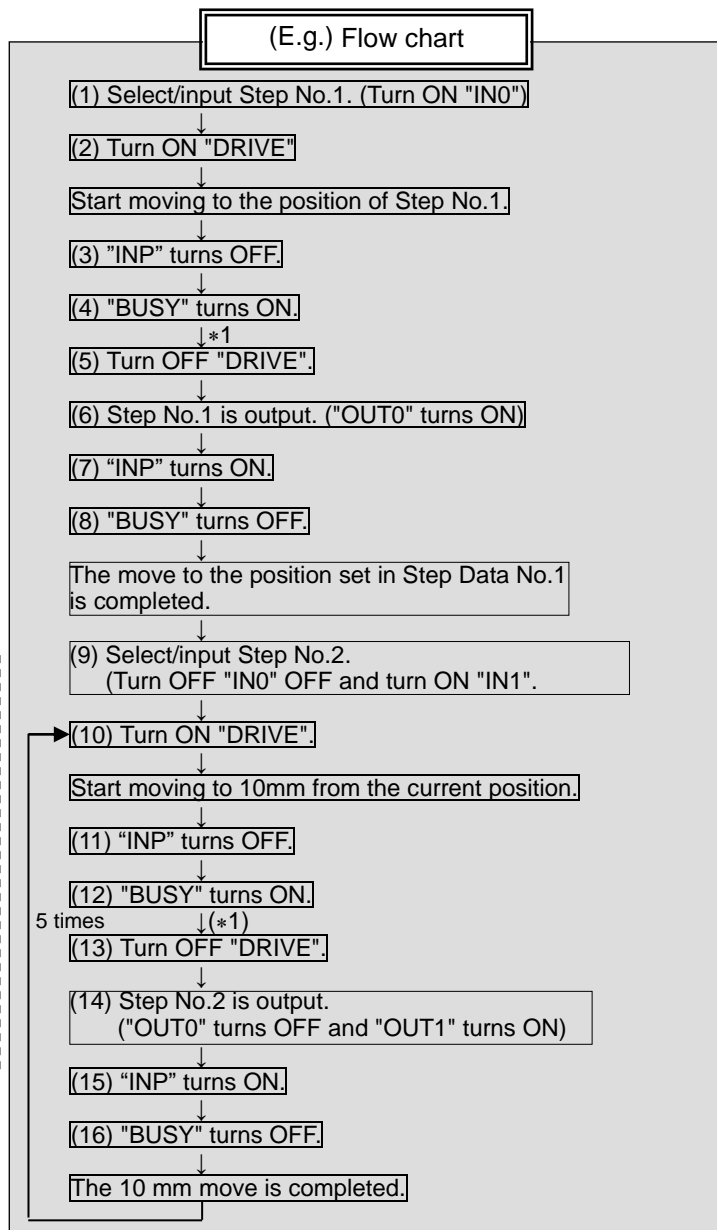 (E.g.) Flow chart
(1) Select/input Step No.1. (Turn ON "IN0")
↓
(2) Turn ON "DRIVE"
↓
Start moving to the position of Step No.1.
↓
(3) ”INP” turns OFF.
↓
(4) "BUSY" turns ON.
↓∗1
(5) Turn OFF "DRIVE".
↓
(6) Step No.1 is output. ("OUT0" turns ON)
↓
(7) “INP” turns ON.
↓
(8) "BUSY" turns OFF.
↓
The move to the position set in Step Data No.1
is completed.
↓
(9) Select/input Step No.2.
(Turn OFF "IN0" OFF and turn ON "IN1".
↓
(10) Turn ON "DRIVE".
↓
Start moving to 10mm from the current position.
↓
(11) “INP” turns OFF.
↓
(12) "BUSY" turns ON.
5 times ↓(∗1)
(13) Turn OFF "DRIVE".
↓
(14) Step No.2 is output.
("OUT0" turns OFF and "OUT1" turns ON)
↓
(15) “INP” turns ON.
↓
(16) "BUSY" turns OFF.
↓
The 10 mm move is completed.